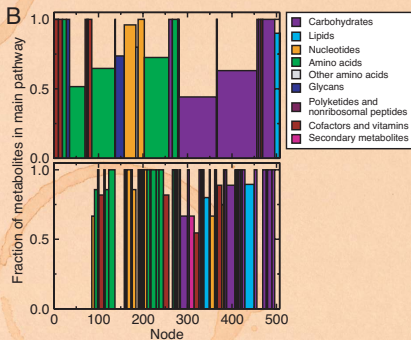 B
Fraction of metabolites in main pathway
1.0
0.5
0.0
1.0
0.5
0.0
0 100 200 300 400 500
Node
Carbohydrates
Lipids
Nucleotides
Amino acids
Other amino acids
Glycans
Polyketides and
nonribosomal peptides
Cofactors and vitamins
Secondary metabolites